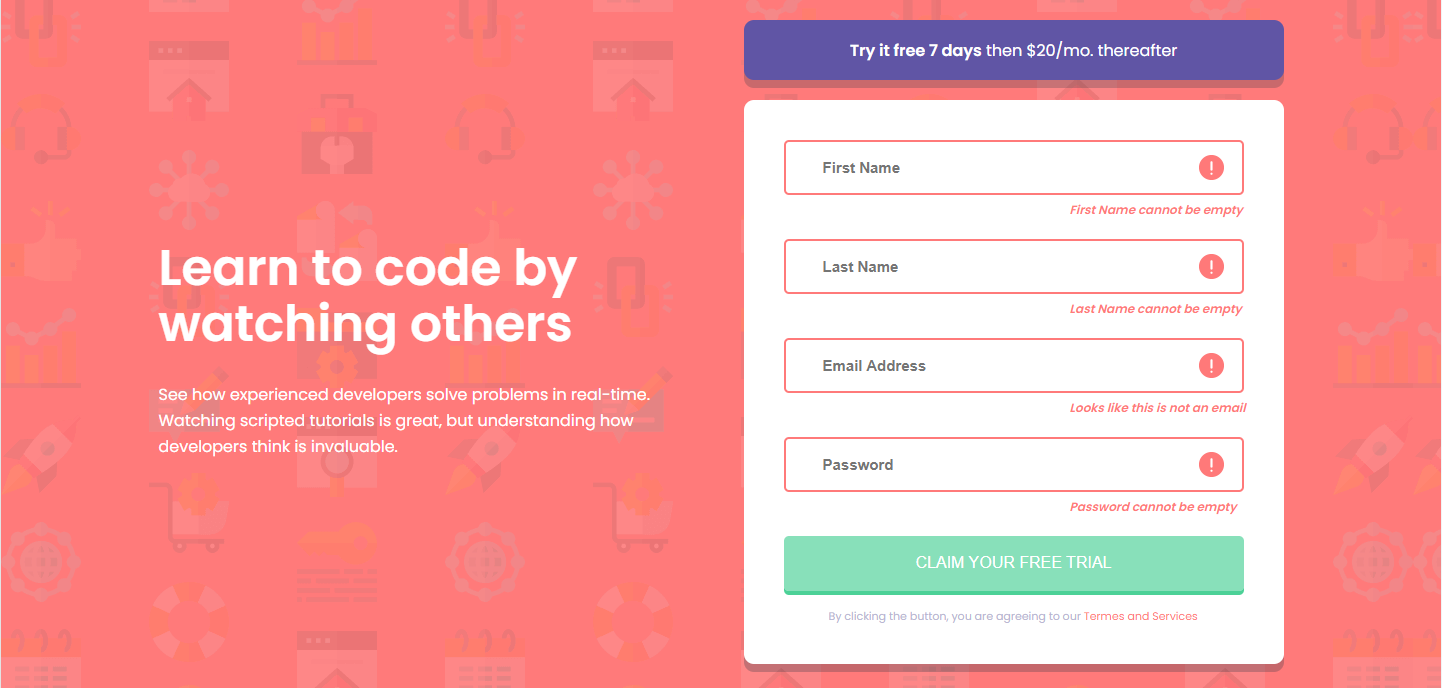 Learn to code by
watching others
See how experienced developers solve problems in real-time.
Watching scripted tutorials is great, but understanding how
developers think is invaluable.
Try it free 7 days then $20/mo. thereafter
First Name
First Name cannot be empty
Last Name
Last Name cannot be empty
Email Address
Looks like this is not an email
Password
Password cannot be empty
CLAIM YOUR FREE TRIAL
By clicking the button, you are agreeing to our Termes and Services